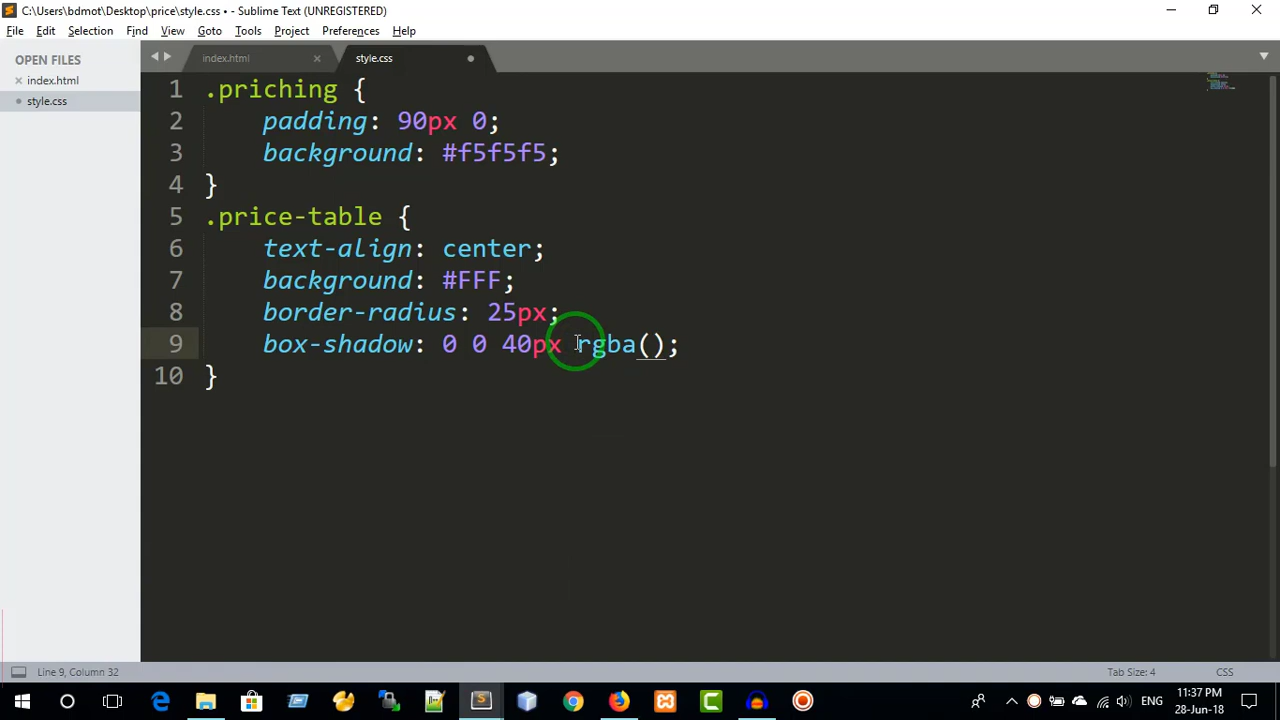 C:\Users\bdmot\Desktop\price\style.css • - Sublime Text (UNREGISTERED)
File Edit Selection Find View Goto Tools Project Preferences Help
OPEN FILES
index.html
style.css
index.html
style.css
1 .priching {
2 padding: 90px 0;
3 background: #f5f5f5;
4 }
5 .price-table {
6 text-align: center;
7 background: #FFF;
8 border-radius: 25px;
9 box-shadow: 0 0 40px rgba();
10 }
Line 9, Column 32
Tab Size: 4
CSS
ENG
11:37 PM
28-Jun-18